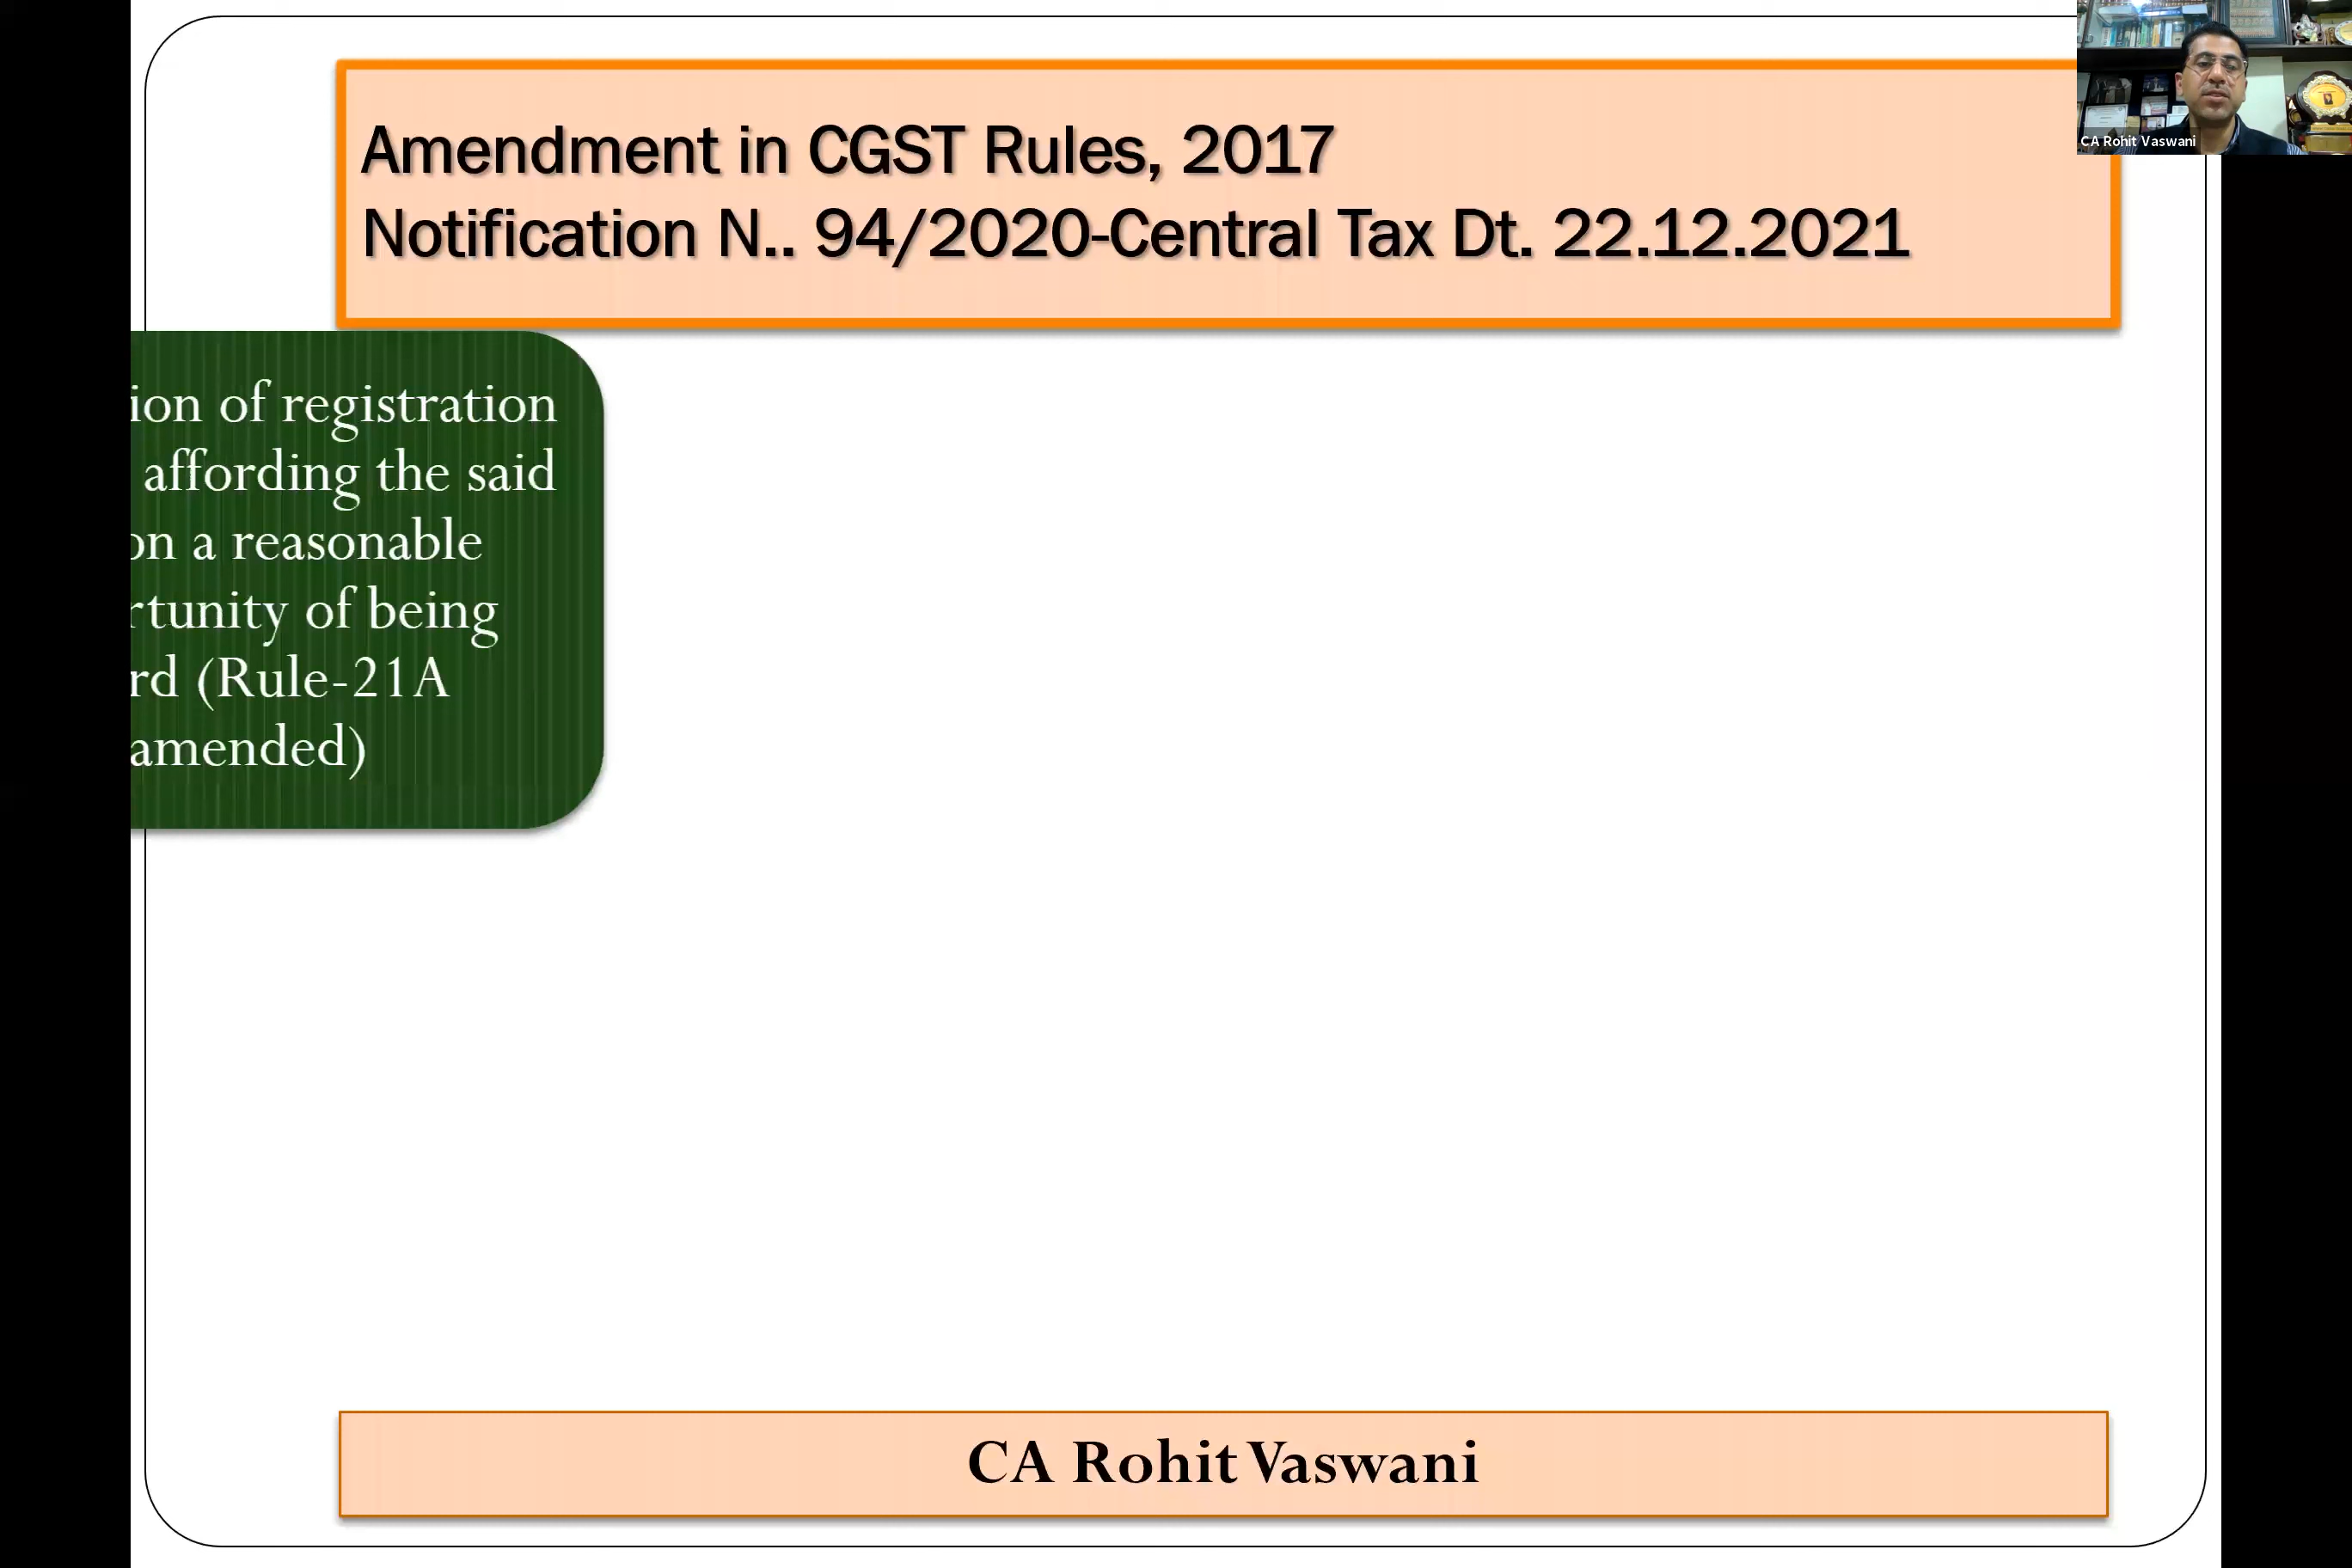 Amendment in CGST Rules, 2017
Notification N.. 94/2020-Central Tax Dt. 22.12.2021
CA Rohit Vaswani
ion of registration
affording the said
on a reasonable
rtunity of being
rd (Rule-21A
amended)
CA Rohit Vaswani